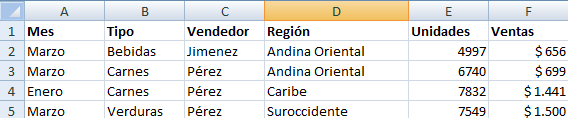 A B C D E F
1 Mes Tipo Vendedor Región Unidades Ventas
2 Marzo Bebidas Jimenez Andina Oriental 4997 $ 656
3 Marzo Carnes Pérez Andina Oriental 6740 $ 699
4 Enero Carnes Pérez Caribe 7832 $ 1.441
5 Marzo Verduras Pérez Suroccidente 7549 $ 1.500